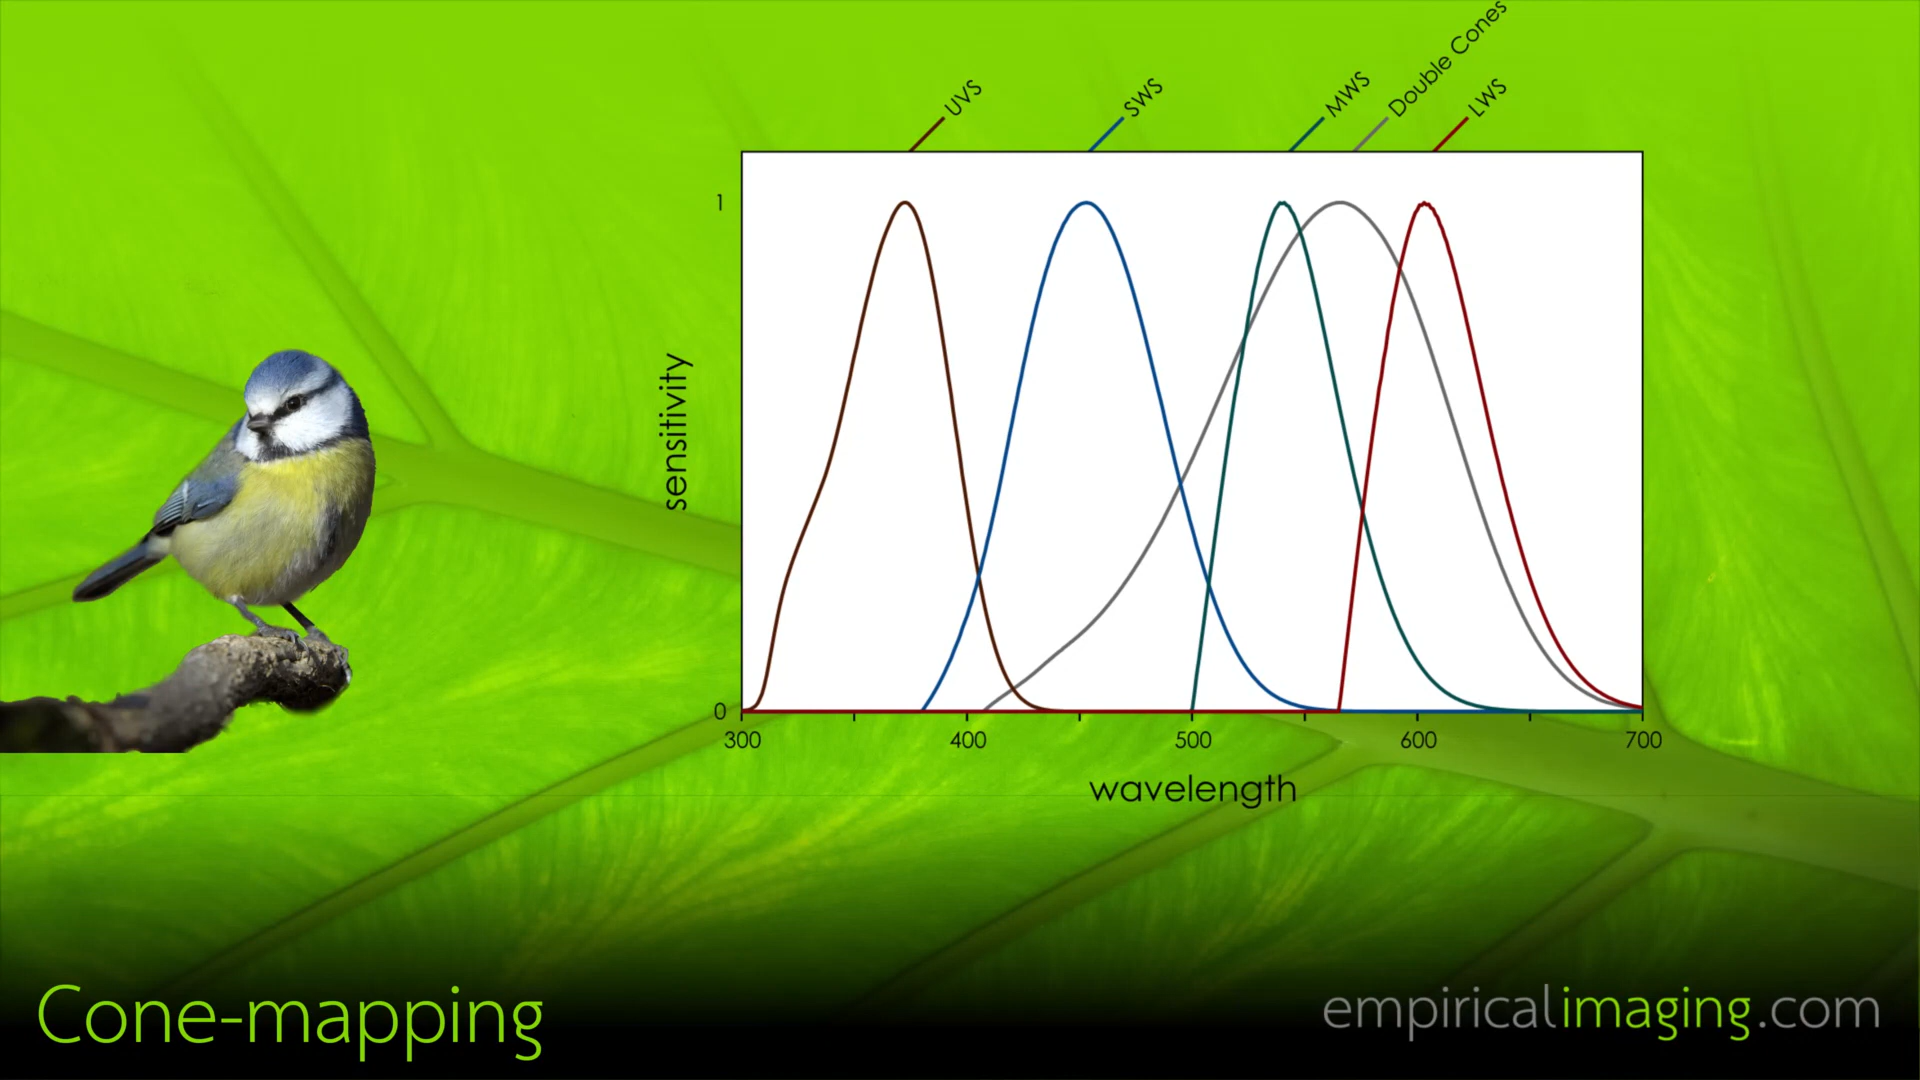 UVS
SWS
MWS
Double Cones
LWS
1
sensitivity
0
300
400
500
600
700
wavelength
Cone-mapping
empiricalimaging.com